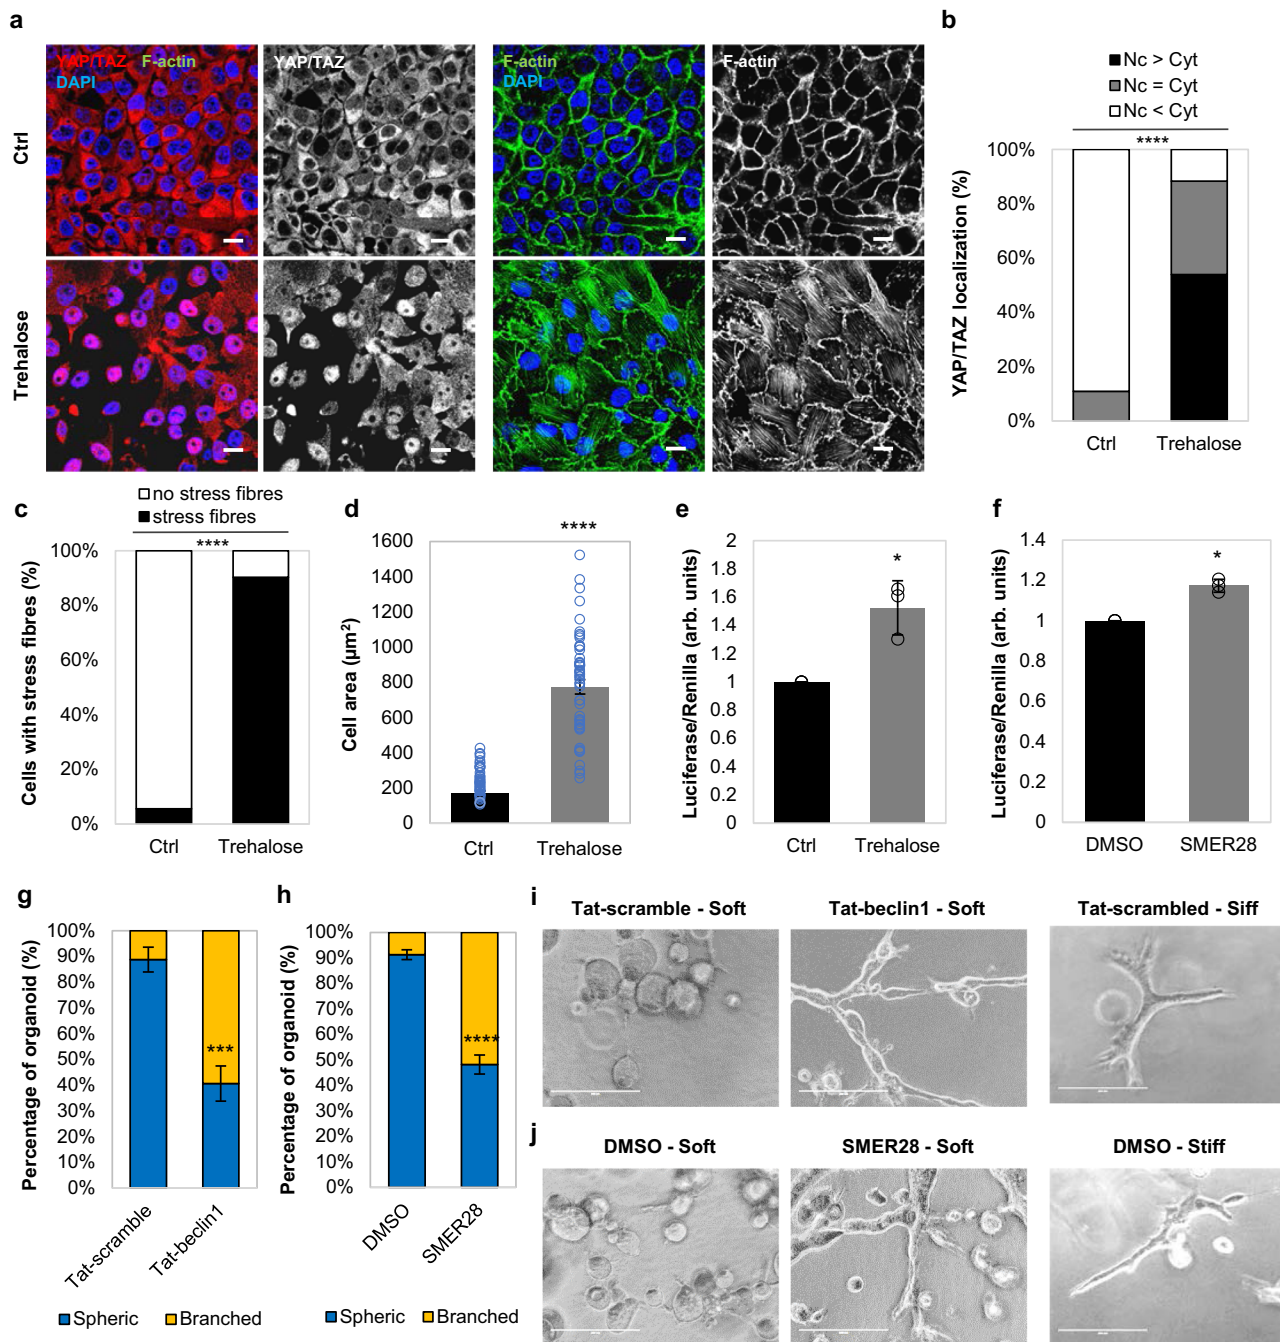 a
YAP/TAZ F-actin
DAPI
YAP/TAZ
F-actin
DAPI
F-actin
Ctrl
Trehalose
b
Nc > Cyt
Nc = Cyt
Nc < Cyt
****
YAP/TAZ localization (%)
100%
80%
60%
40%
20%
0%
Ctrl
Trehalose
c
no stress fibres
stress fibres
****
Cells with stress fibres (%)
100%
80%
60%
40%
20%
0%
Ctrl
Trehalose
d
****
Cell area (µm²)
1600
1400
1200
1000
800
600
400
200
0
Ctrl
Trehalose
e
*
Luciferase/Renilla (arb. units)
2
1.8
1.6
1.4
1.2
1
0.8
0.6
0.4
0.2
0
Ctrl
Trehalose
f
*
Luciferase/Renilla (arb. units)
1.4
1.2
1
0.8
0.6
0.4
0.2
0
DMSO
SMER28
g
Percentage of organoid (%)
100%
90%
80%
70%
60%
50%
40%
30%
20%
10%
0%
***
Tat-scramble
Tat-beclin1
Spheric
Branched
h
Percentage of organoid (%)
100%
90%
80%
70%
60%
50%
40%
30%
20%
10%
0%
****
DMSO
SMER28
Spheric
Branched
i
Tat-scramble - Soft
Tat-beclin1 - Soft
Tat-scrambled - Siff
j
DMSO - Soft
SMER28 - Soft
DMSO - Stiff